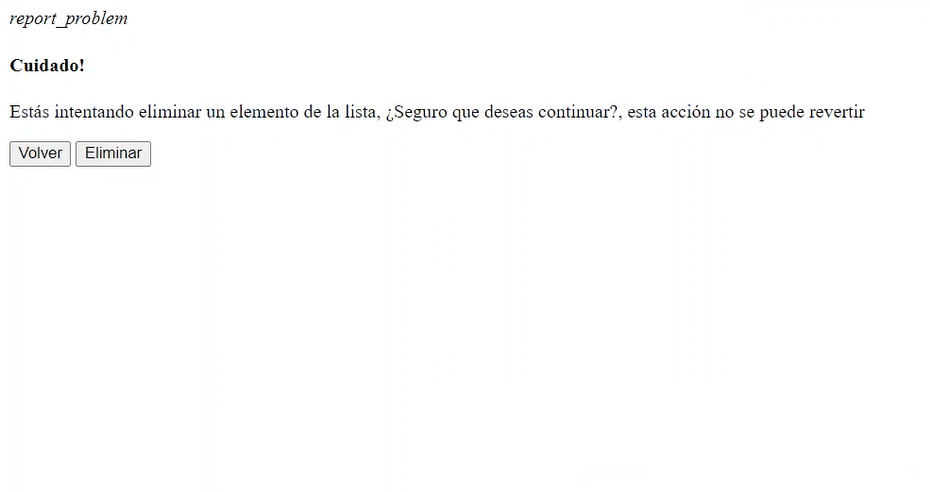 report_problem
Cuidado!
Estás intentando eliminar un elemento de la lista, ¿Seguro que deseas continuar?, esta acción no se puede revertir
Volver Eliminar